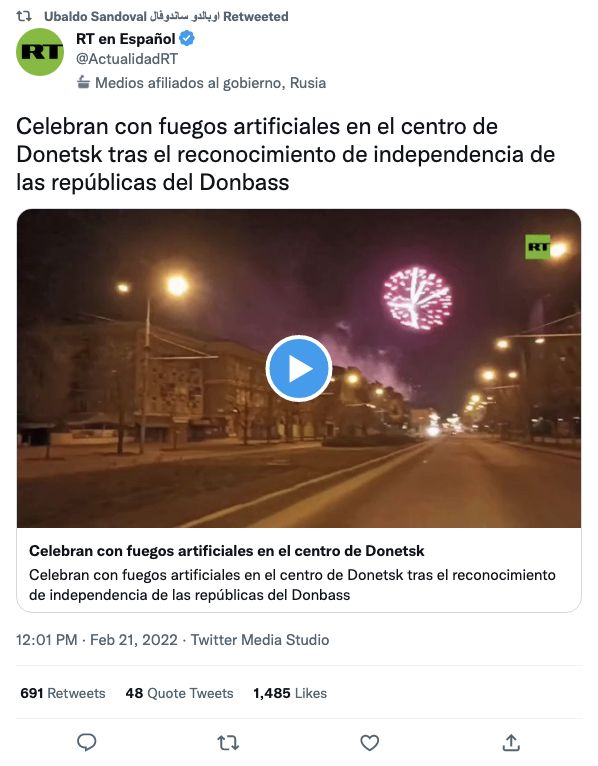 Ubaldo Sandoval اوبالدو ساندوفال Retweeted
RT
RT en Español
@ActualidadRT
Medios afiliados al gobierno, Rusia
Celebran con fuegos artificiales en el centro de
Donetsk tras el reconocimiento de independencia de
las repúblicas del Donbass
RT
Celebran con fuegos artificiales en el centro de Donetsk
Celebran con fuegos artificiales en el centro de Donetsk tras el reconocimiento
de independencia de las repúblicas del Donbass
12:01 PM · Feb 21, 2022 · Twitter Media Studio
691 Retweets 48 Quote Tweets 1,485 Likes